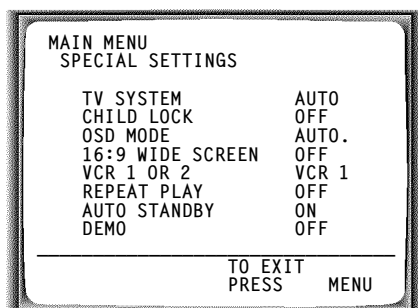 MAIN MENU
SPECIAL SETTINGS
TV SYSTEM AUTO
CHILD LOCK OFF
OSD MODE AUTO.
16:9 WIDE SCREEN OFF
VCR 1 OR 2 VCR 1
REPEAT PLAY OFF
AUTO STANDBY ON
DEMO OFF
TO EXIT
PRESS MENU